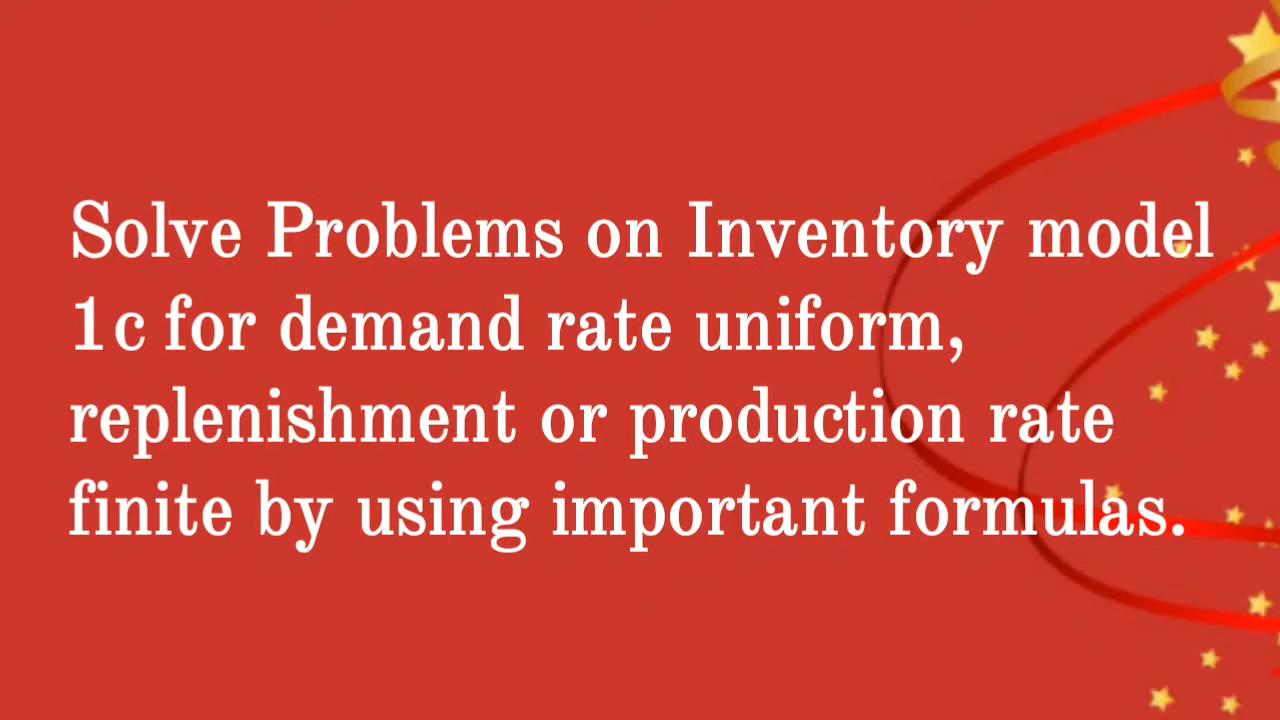 Solve Problems on Inventory model
1c for demand rate uniform,
replenishment or production rate
finite by using important formulas.